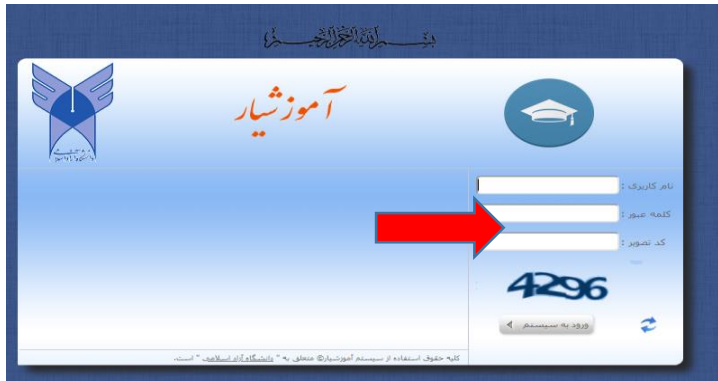 بسم الله الرحمن الرحیم
آموزشیار
نام کاربری :
کلمه عبور :
کد تصویر :
4296
ورود به سیستم
کلیه حقوق استفاده از سیستم آموزشیار© متعلق به " دانشگاه آزاد اسلامی " است.